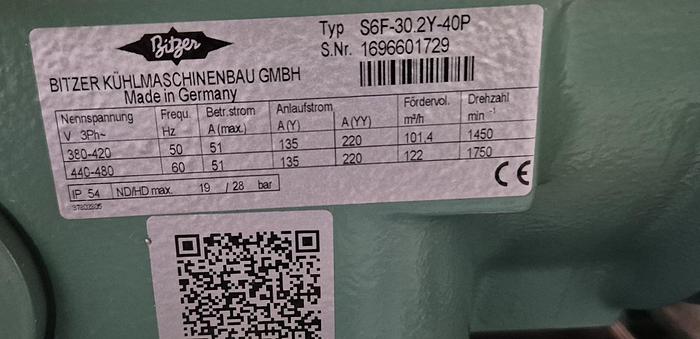 Bitzer
Typ S6F-30.2Y-40P
S.Nr. 1696601729
BITZER KÜHLMASCHINENBAU GMBH
Made in Germany
Nennspannung Frequ. Betr.strom Anlaufstrom Fördervol. Drehzahl
V 3Ph~ Hz A (max.) A(Y) A(YY) m³/h min⁻¹
380-420 50 51 135 220 101.4 1450
440-480 60 51 135 220 122 1750
IP 54 ND/HD max. 19 / 28 bar
CE